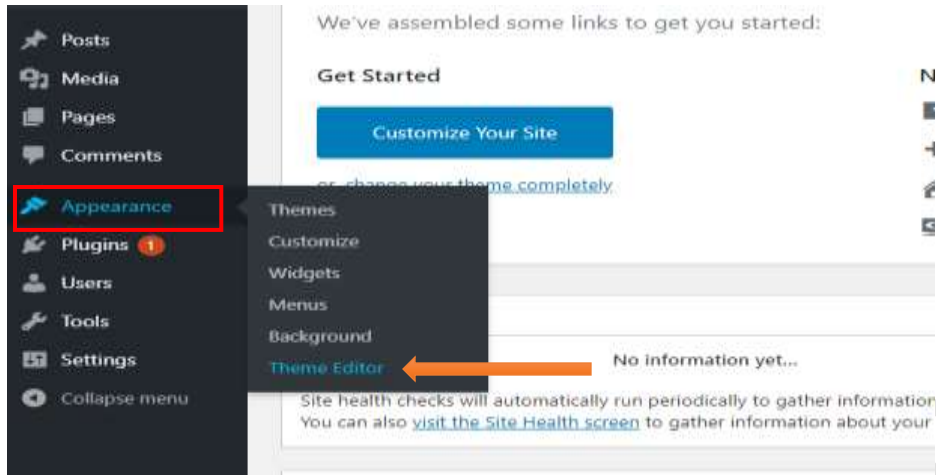 Posts
Media
Pages
Comments
Appearance
Plugins 1
Users
Tools
Settings
Collapse menu
Themes
Customize
Widgets
Menus
Background
Theme Editor
We've assembled some links to get you started:
Get Started
N
Customize Your Site
or, change your theme completely
No information yet...
Site health checks will automatically run periodically to gather information
You can also visit the Site Health screen to gather information about your